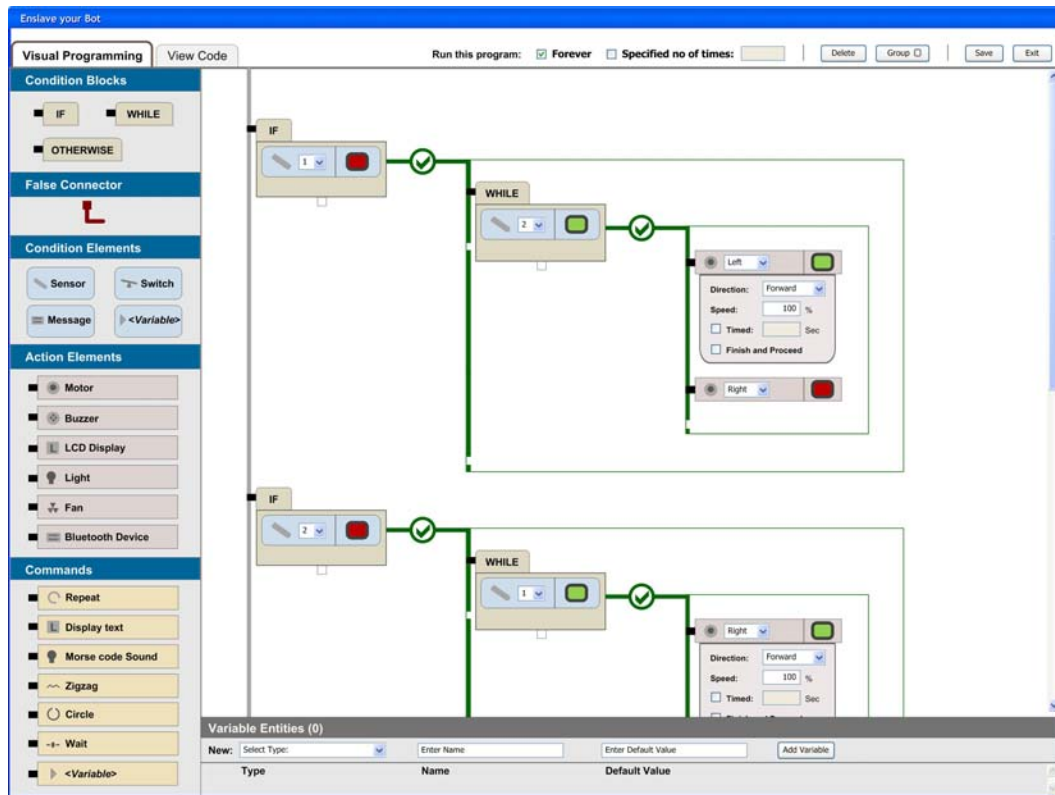 Enslave your Bot
Visual Programming
View Code
Run this program: Forever Specified no of times:
Delete
Group
Save
Exit
Condition Blocks
IF
WHILE
OTHERWISE
False Connector
Condition Elements
Sensor
Switch
Message
<Variable>
Action Elements
Motor
Buzzer
LCD Display
L
Light
Fan
Bluetooth Device
Commands
Repeat
L
Display text
Morse code Sound
Zigzag
Circle
Wait
<Variable>
IF
1
WHILE
2
Left
Direction: Forward
Speed: 100 %
Timed: Sec
Finish and Proceed
Right
IF
2
WHILE
1
Right
Direction: Forward
Speed: 100 %
Timed: Sec
Variable Entities (0)
New: Select Type: Enter Name Enter Default Value Add Variable
Type Name Default Value